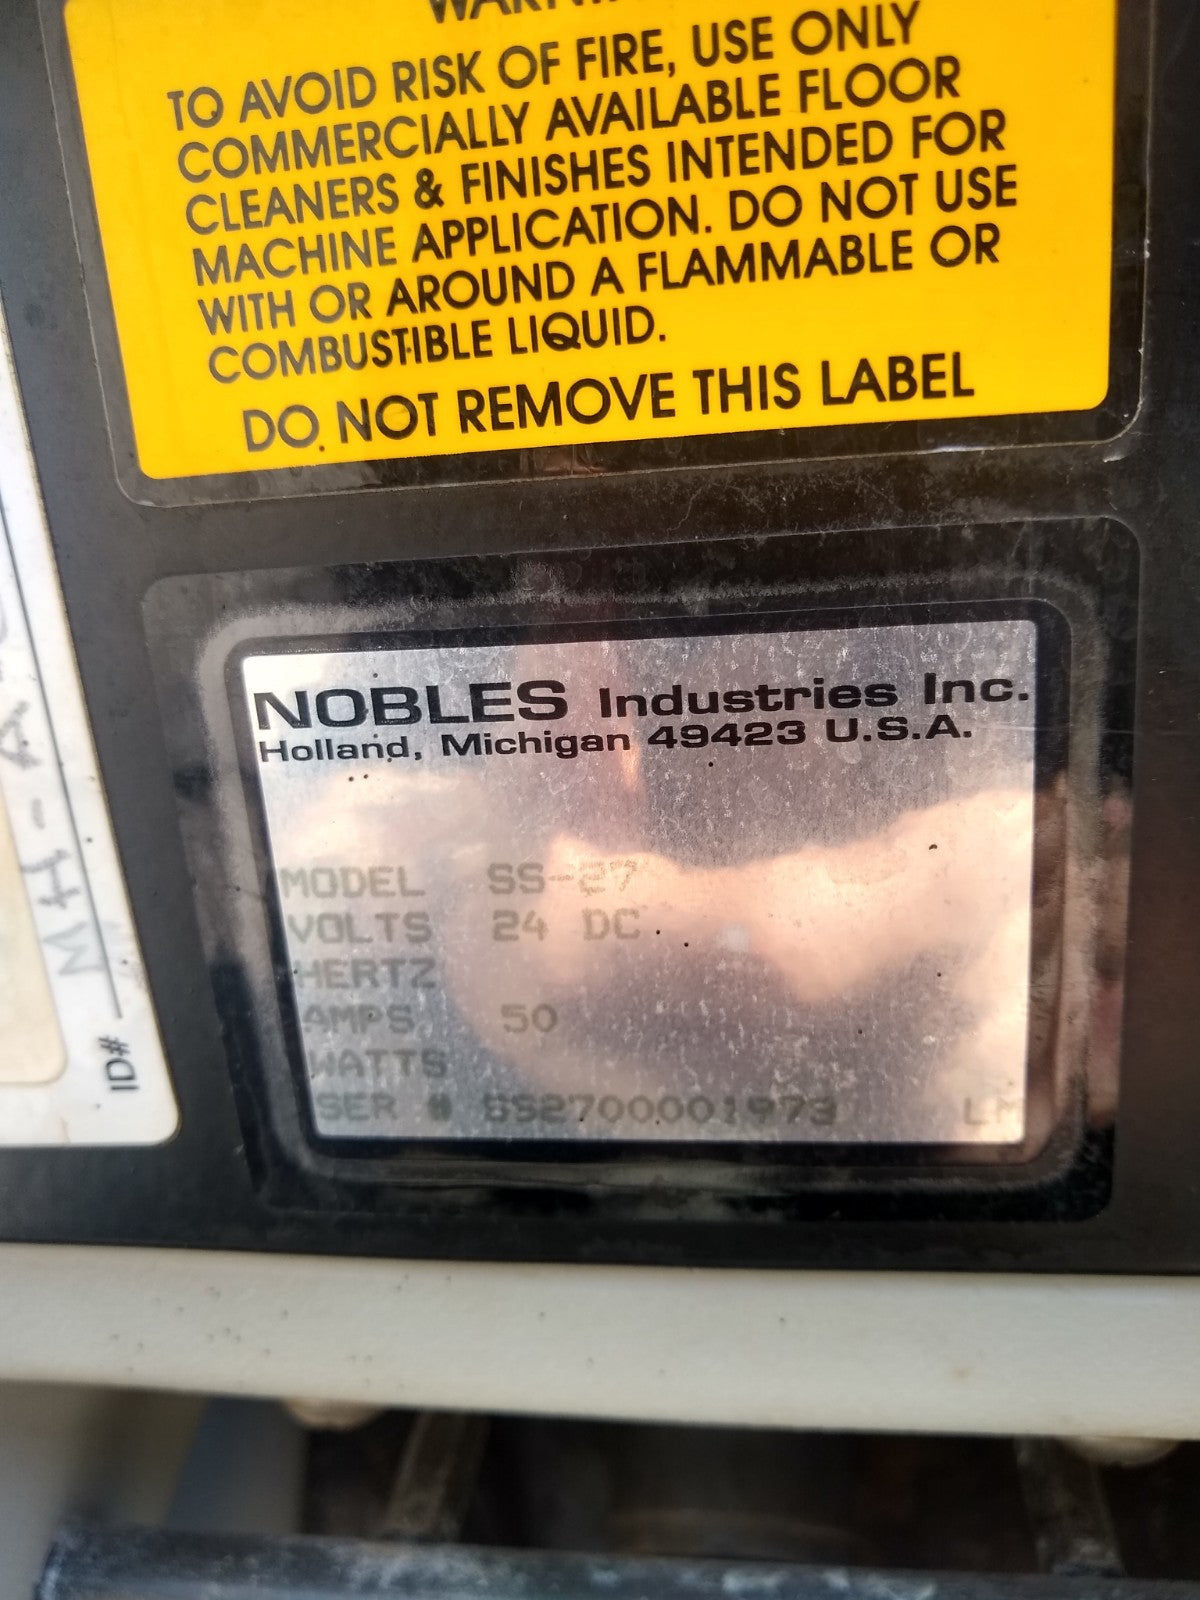 TO AVOID RISK OF FIRE, USE ONLY
COMMERCIALLY AVAILABLE FLOOR
CLEANERS & FINISHES INTENDED FOR
MACHINE APPLICATION. DO NOT USE
WITH OR AROUND A FLAMMABLE OR
COMBUSTIBLE LIQUID.
DO NOT REMOVE THIS LABEL
NOBLES Industries Inc.
Holland, Michigan 49423 U.S.A.
MODEL SS-27
VOLTS 24 DC
HERTZ
AMPS 50
WATTS
SER # SS2700001973 LM
ID#